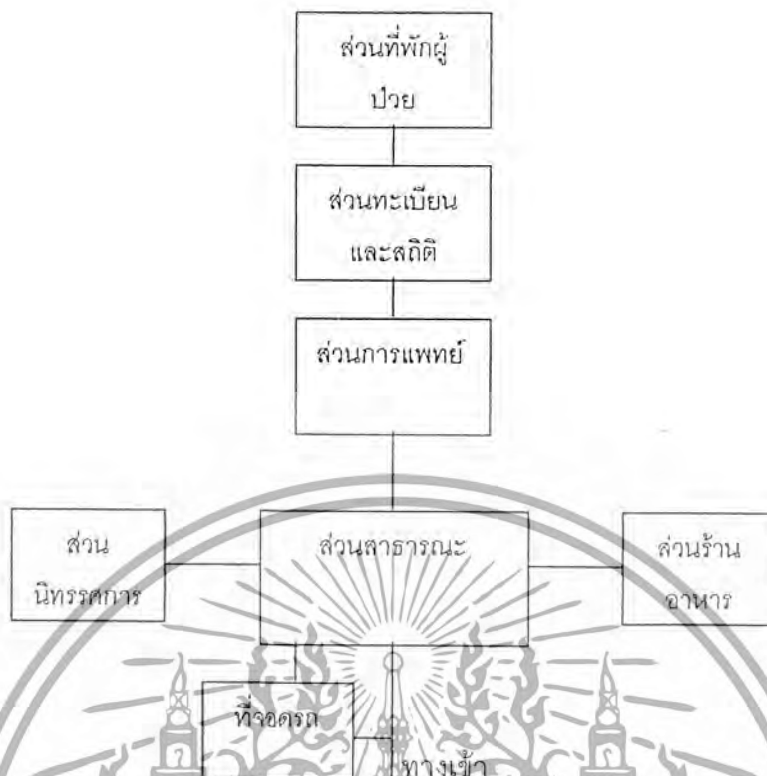 ส่วนที่พักผู้
ป่วย
ส่วนทะเบียน
และสถิติ
ส่วนการแพทย์
ส่วน
นิทรรศการ
ส่วนสาธารณะ
ส่วนร้าน
อาหาร
ที่จอดรถ
ทางเข้า